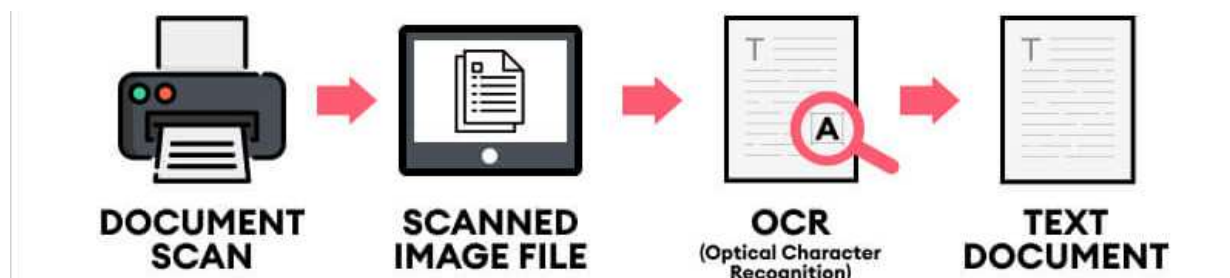 T
A
T
DOCUMENT
SCAN
SCANNED
IMAGE FILE
OCR
(Optical Character
Recognition)
TEXT
DOCUMENT